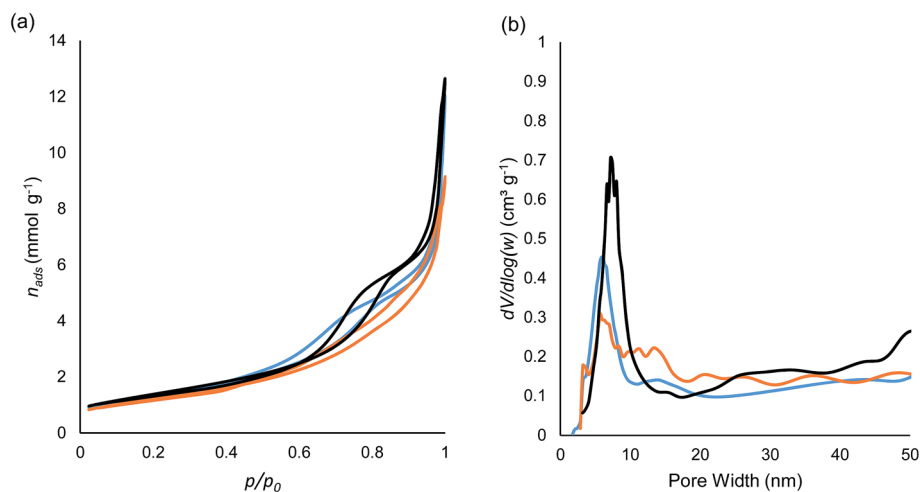 (a)
14
12
10
8
6
4
2
0
n_ads (mmol g⁻¹)
0 0.2 0.4 0.6 0.8 1
p/p₀
(b)
1
0.9
0.8
0.7
0.6
0.5
0.4
0.3
0.2
0.1
0
dV/dlog(w) (cm³ g⁻¹)
0 10 20 30 40 50
Pore Width (nm)